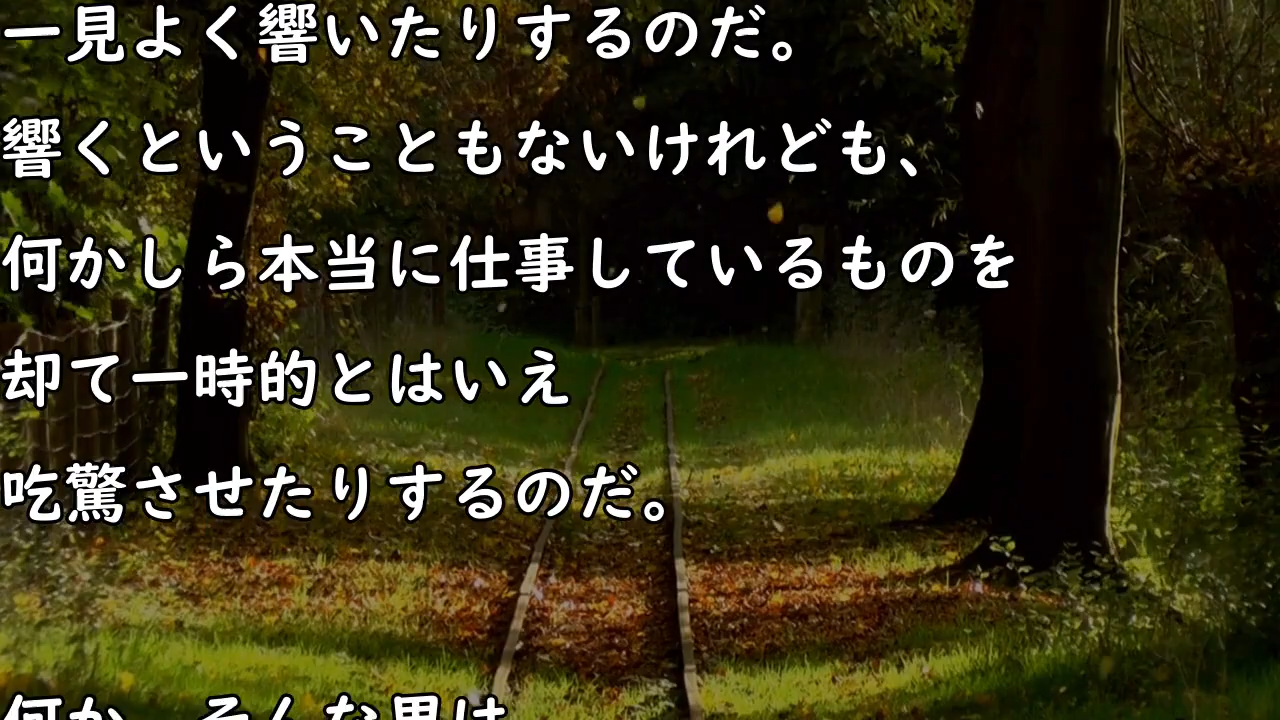 一見よく響いたりするのだ。
響くということもないけれども、
何かしら本当に仕事しているものを
却て一時的とはいえ
吃驚させたりするのだ。
何か、そんな男は